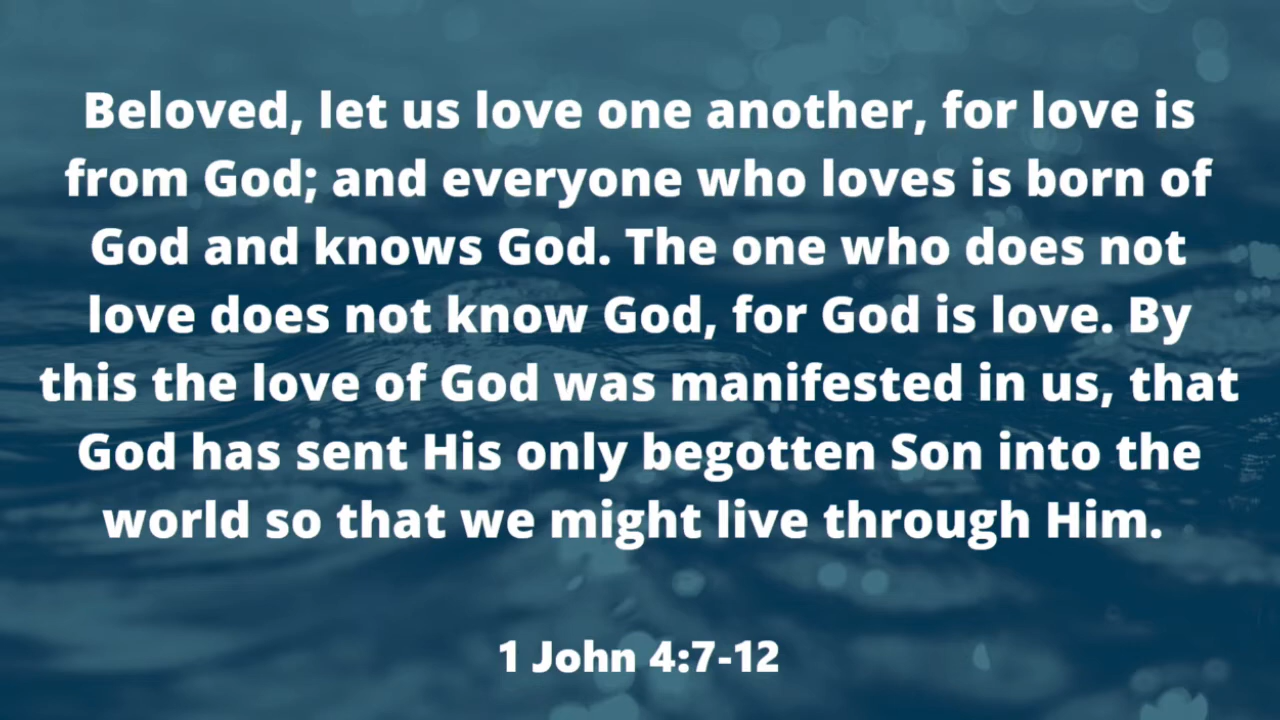 Beloved, let us love one another, for love is
from God; and everyone who loves is born of
God and knows God. The one who does not
love does not know God, for God is love. By
this the love of God was manifested in us, that
God has sent His only begotten Son into the
world so that we might live through Him.
1 John 4:7-12